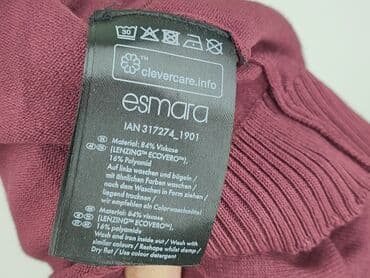 30
clevercare.info
esmara
IAN 317274_1901
Material: 84% Viskose
(LENZING™ ECOVERO™),
16% Polyamid
Auf links waschen und bügeln /
mit ähnlichen Farben waschen /
nach dem Waschen in Form ziehen /
wir empfehlen ein Colorwaschmittel
Material: 84% viscose
(LENZING™ ECOVERO™),
16% polyamide
Wash and iron inside out / Wash with
similar colours / Reshape whilst damp /
Dry flat / Use colour detergent